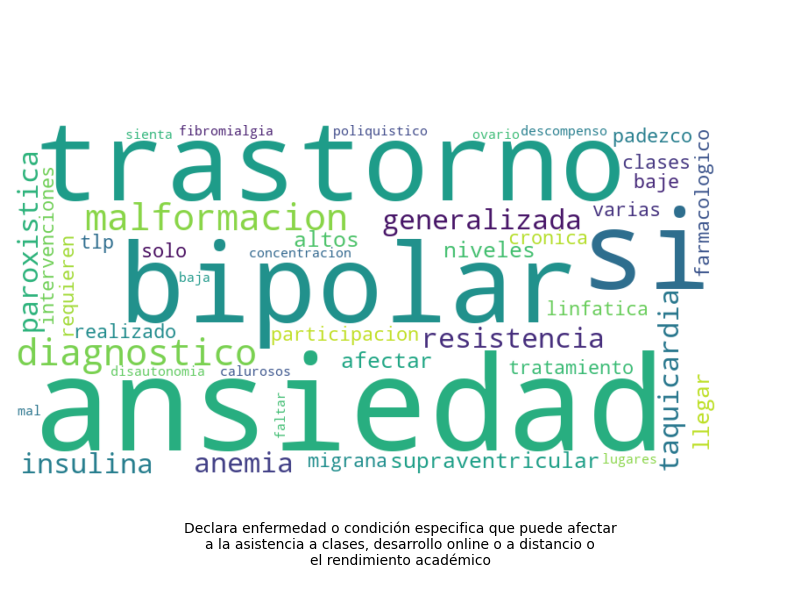 sienta
fibromialgia
poliquistico
ovario
descompenso
padezco
trastorno
clases
baje
farmacologico
paroxistica
intervenciones
malformacion
generalizada
varias
si
tlp
solo
altos
concentracion
niveles
cronica
requieren
bipolar
baja
linfatica
realizado
participacion
resistencia
taquicardia
diagnostico
afectar
tratamiento
disautonomia
calurosos
llegar
mal
ansiedad
faltar
insulina
anemia
migrana
supraventricular
lugares
Declara enfermedad o condición especifica que puede afectar
a la asistencia a clases, desarrollo online o a distancio o
el rendimiento académico